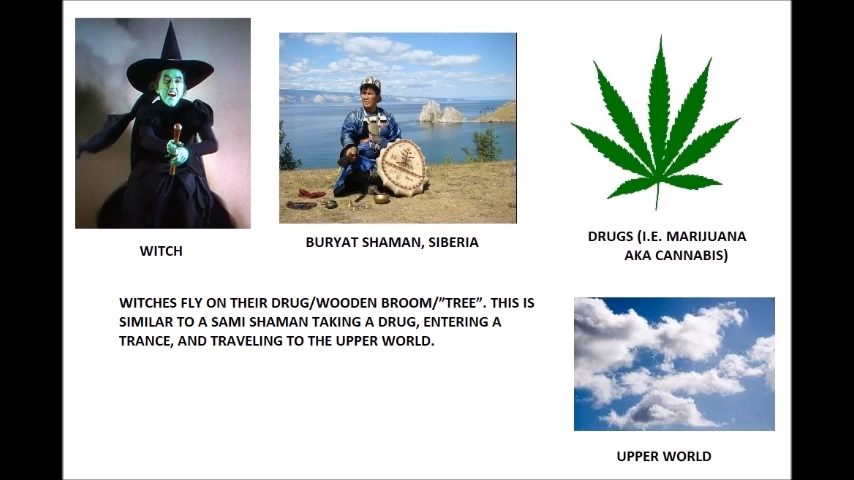 WITCH
BURYAT SHAMAN, SIBERIA
DRUGS (I.E. MARIJUANA
AKA CANNABIS)
WITCHES FLY ON THEIR DRUG/WOODEN BROOM/”TREE”. THIS IS
SIMILAR TO A SAMI SHAMAN TAKING A DRUG, ENTERING A
TRANCE, AND TRAVELING TO THE UPPER WORLD.
UPPER WORLD